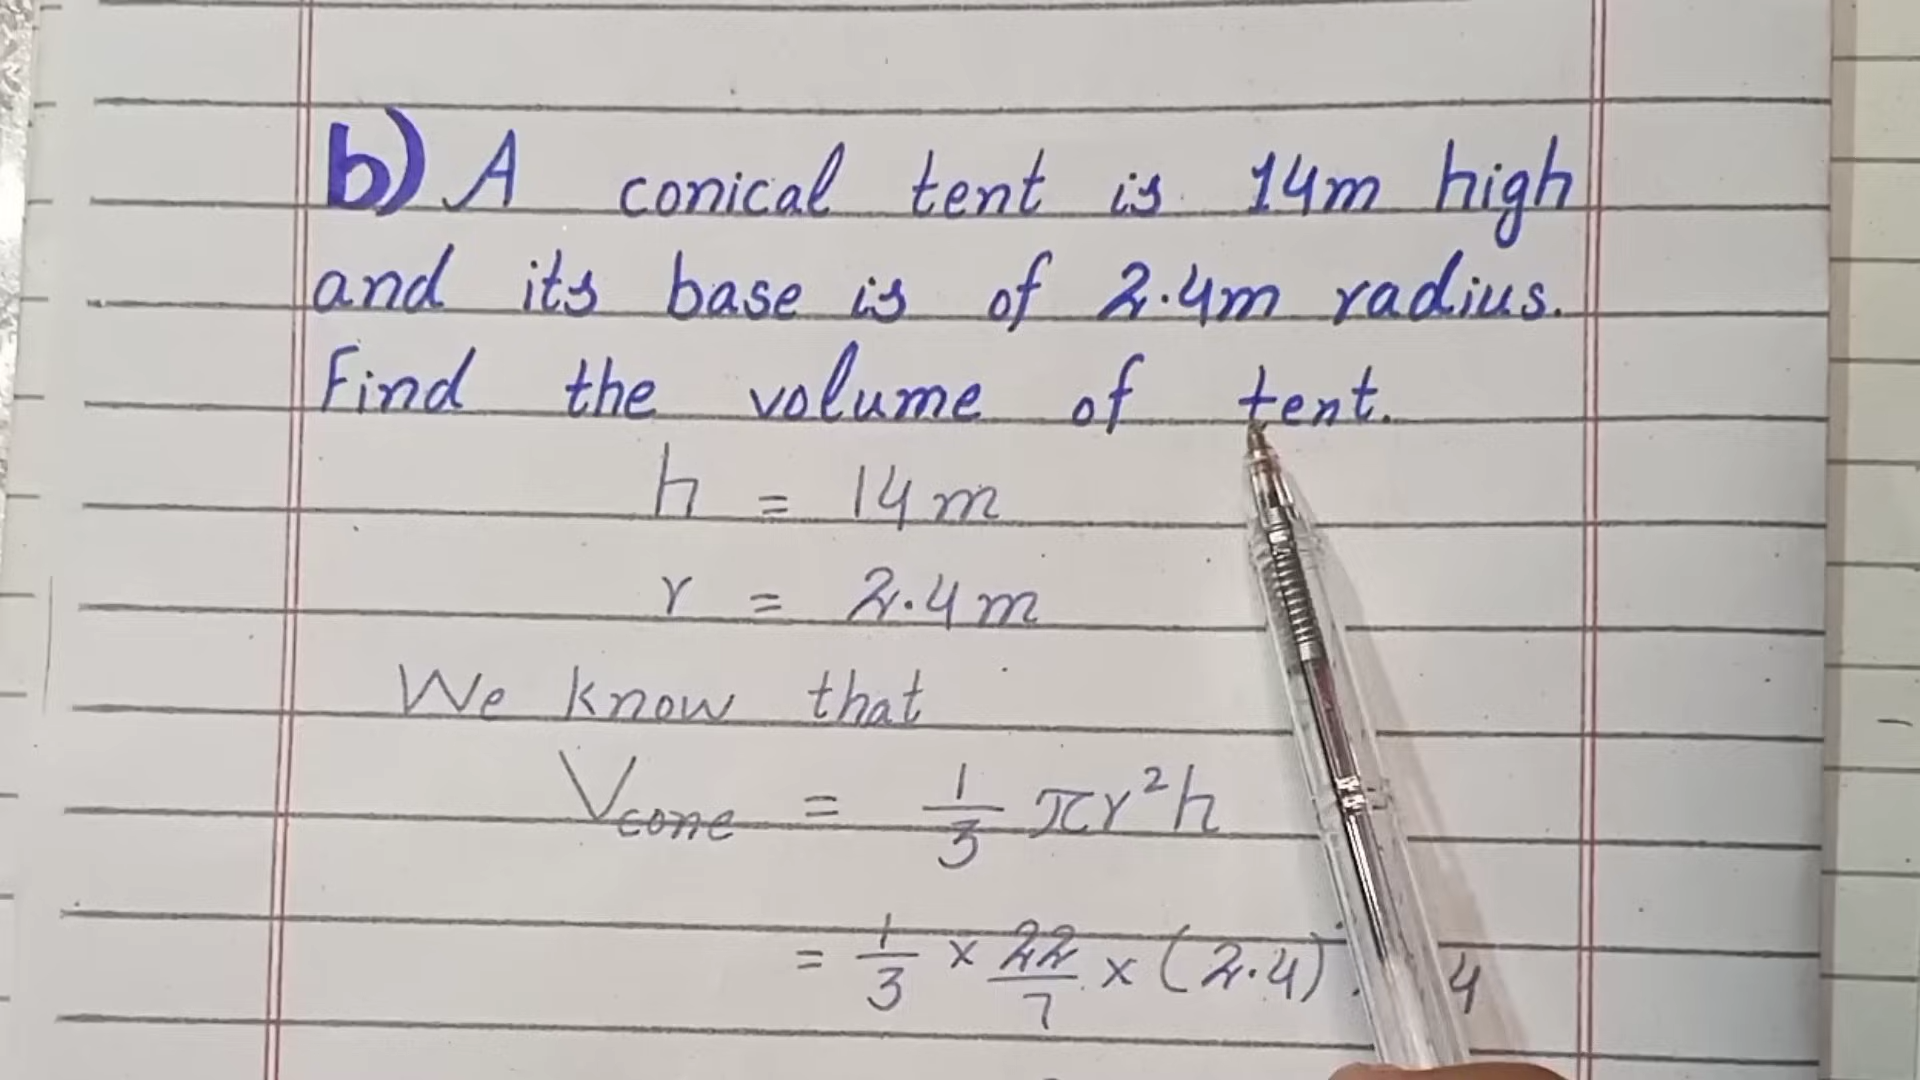 b) A conical tent is 14m high
and its base is of 2.4m radius.
Find the volume of tent.
h = 14m
r = 2.4m
We know that
Vcone = 1/3 πr²h
= 1/3 × 22/7 × (2.4) 4